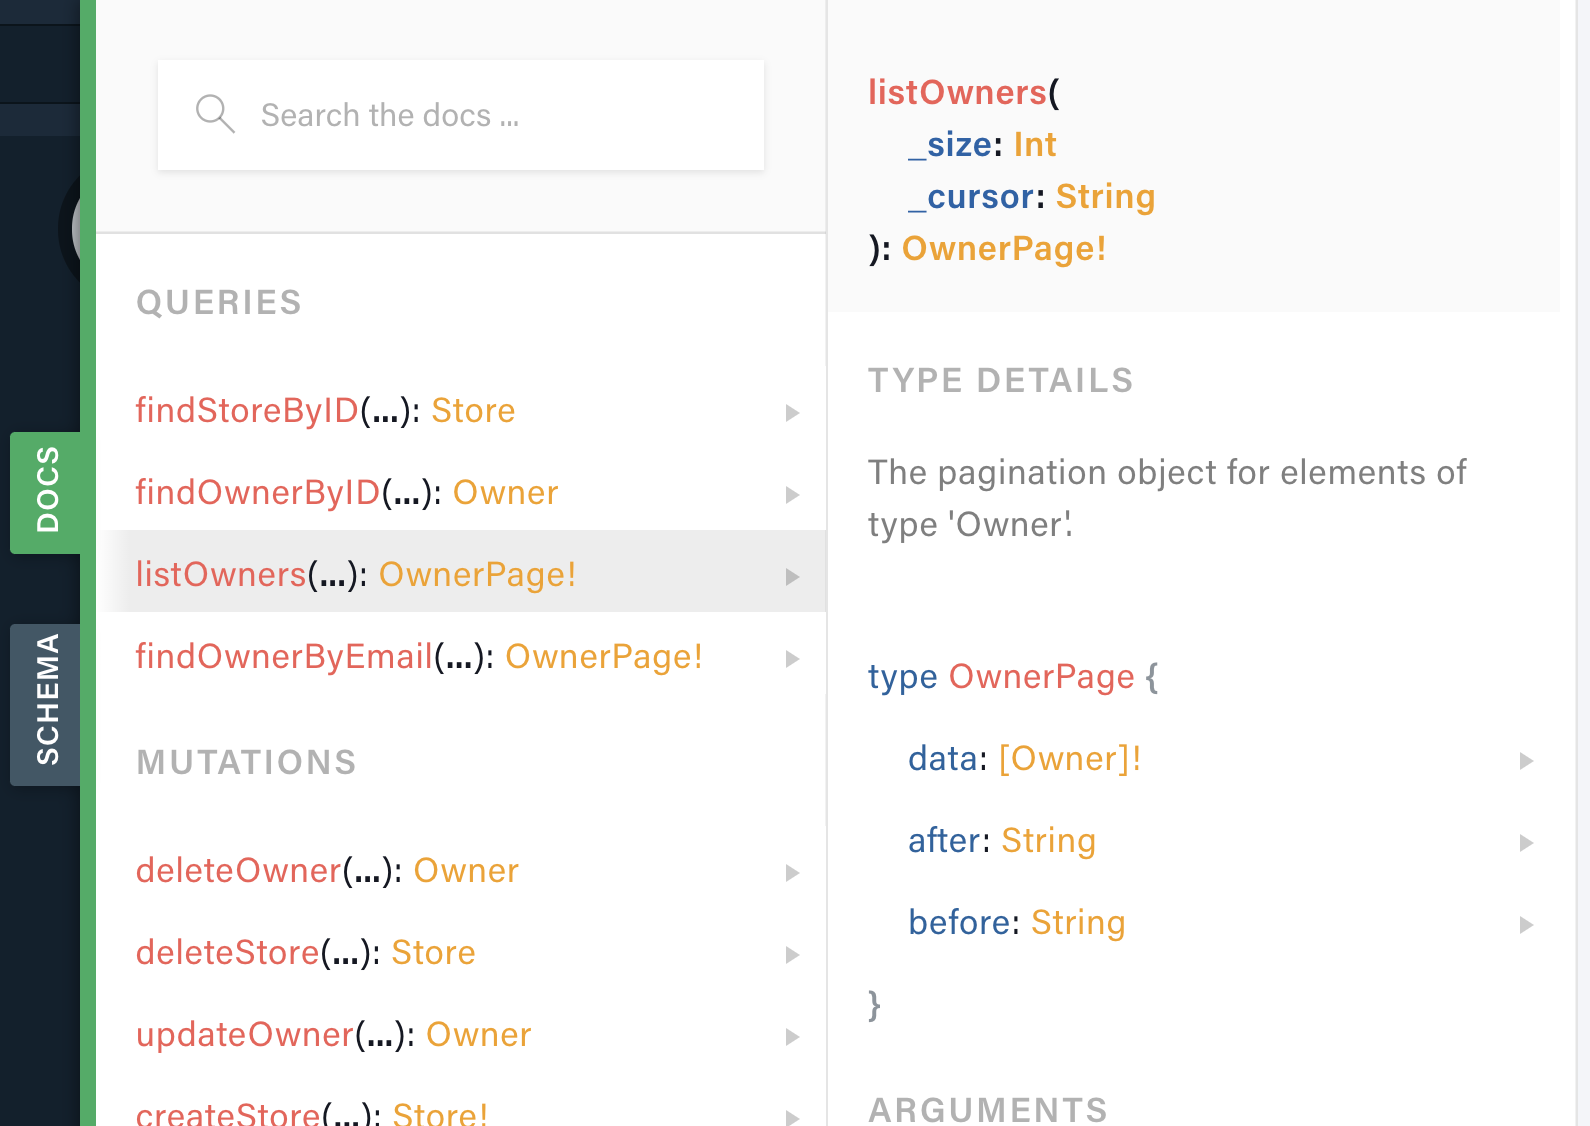 DOCS
SCHEMA
Search the docs ...
QUERIES
findStoreByID(...): Store
findOwnerByID(...): Owner
listOwners(...): OwnerPage!
findOwnerByEmail(...): OwnerPage!
MUTATIONS
deleteOwner(...): Owner
deleteStore(...): Store
updateOwner(...): Owner
createStore(...): Store!
listOwners(
_size: Int
_cursor: String
): OwnerPage!
TYPE DETAILS
The pagination object for elements of
type 'Owner'.
type OwnerPage {
data: [Owner]!
after: String
before: String
}
ARGUMENTS